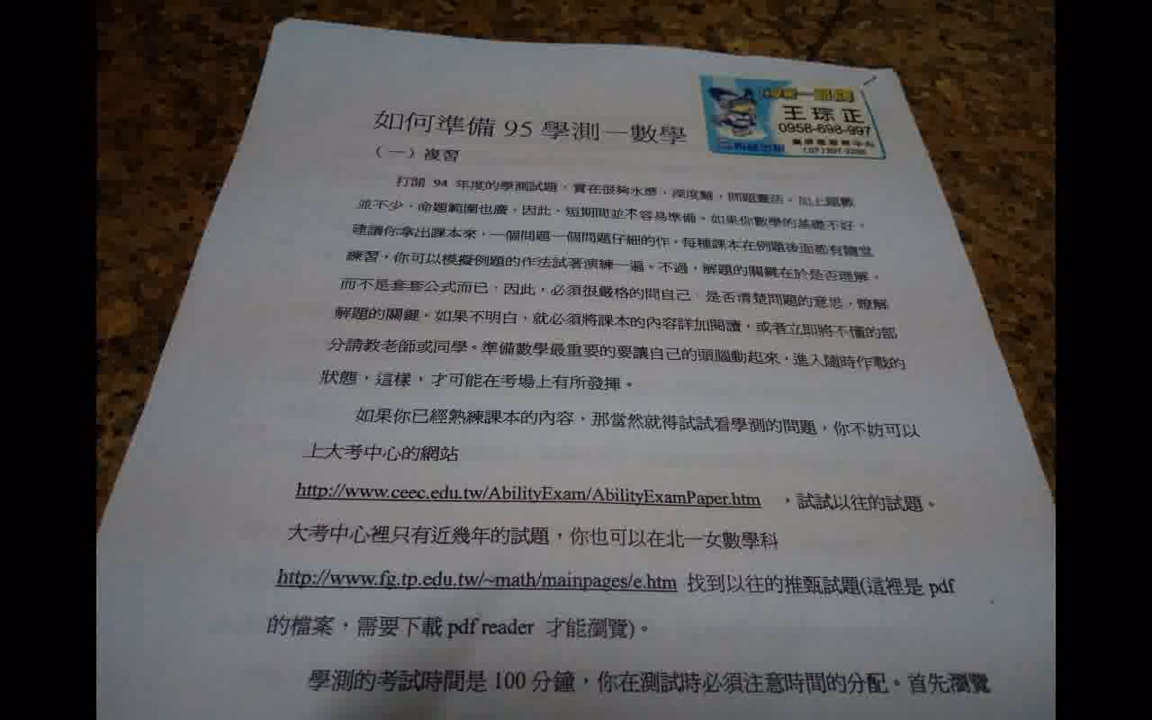 王琮正
0958-698-997
如何準備 95 學測－數學
（一）複習
打開 94 年度的學測試題，實在很夠水準，深度夠，問題靈活。加上題數
並不少，命題範圍也廣，因此，短期間並不容易準備。如果你數學的基礎不好，
建議你拿出課本來，一個問題一個問題仔細的作，每種課本在例題後面都有隨堂
練習，你可以模擬例題的作法試著演練一遍。不過，解題的關鍵在於是否理解，
而不是套套公式而已，因此，必須很嚴格的問自己，是否清楚問題的意思，瞭解
解題的關鍵。如果不明白，就必須將課本的內容詳加閱讀，或者立即將不懂的部
分請教老師或同學。準備數學最重要的要讓自己的頭腦動起來，進入隨時作戰的
狀態，這樣，才可能在考場上有所發揮。
如果你已經熟練課本的內容，那當然就得試試看學測的問題，你不妨可以
上大考中心的網站
http://www.ceec.edu.tw/AbilityExam/AbilityExamPaper.htm ，試試以往的試題。
大考中心裡只有近幾年的試題，你也可以在北一女數學科
http://www.fg.tp.edu.tw/~math/mainpages/e.htm 找到以往的推甄試題(這裡是 pdf
的檔案，需要下載 pdf reader 才能瀏覽)。
學測的考試時間是 100 分鐘，你在測試時必須注意時間的分配。首先瀏覽